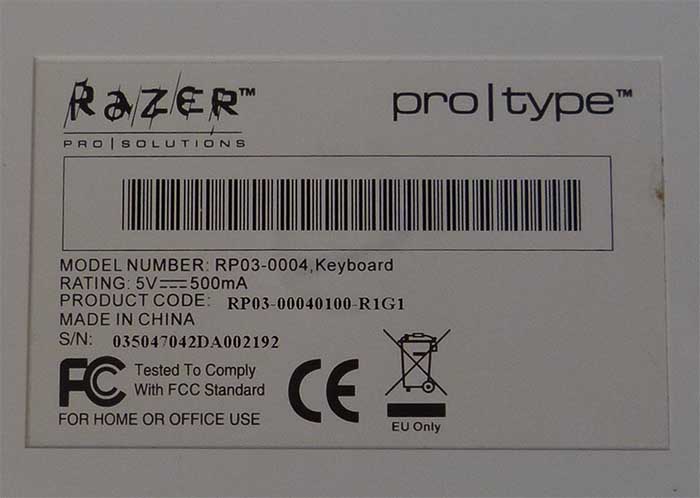 RAZER™
pro|type™
PRO|SOLUTIONS
MODEL NUMBER: RP03-0004,Keyboard
RATING: 5V⎓500mA
PRODUCT CODE: RP03-00040100-R1G1
MADE IN CHINA
S/N: 035047042DA002192
FC Tested To Comply
With FCC Standard
FOR HOME OR OFFICE USE
CE
EU Only